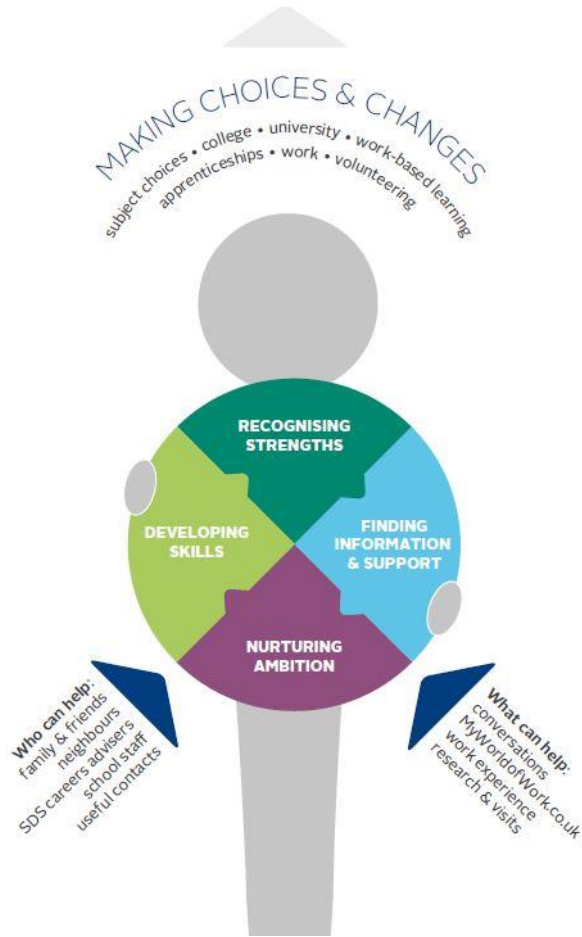 MAKING CHOICES & CHANGES
subject choices • college • university • work-based learning
apprenticeships • work • volunteering
RECOGNISING
STRENGTHS
DEVELOPING
SKILLS
FINDING
INFORMATION
& SUPPORT
NURTURING
AMBITION
Who can help:
family & friends
neighbours
SDS careers advisers
school staff
useful contacts
What can help:
conversations
MyWorldofWork.co.uk
work experience
research & visits